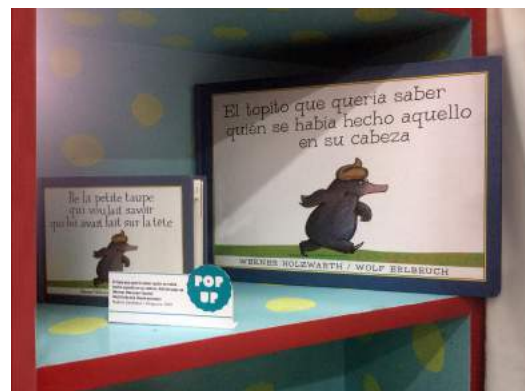 El topito que quería saber
quién se había hecho aquello
en su cabeza
WERNER HOLZWARTH / WOLF ERLBRUCH
De la petite taupe
qui voulait savoir
qui lui avait fait sur la tête
POP
UP